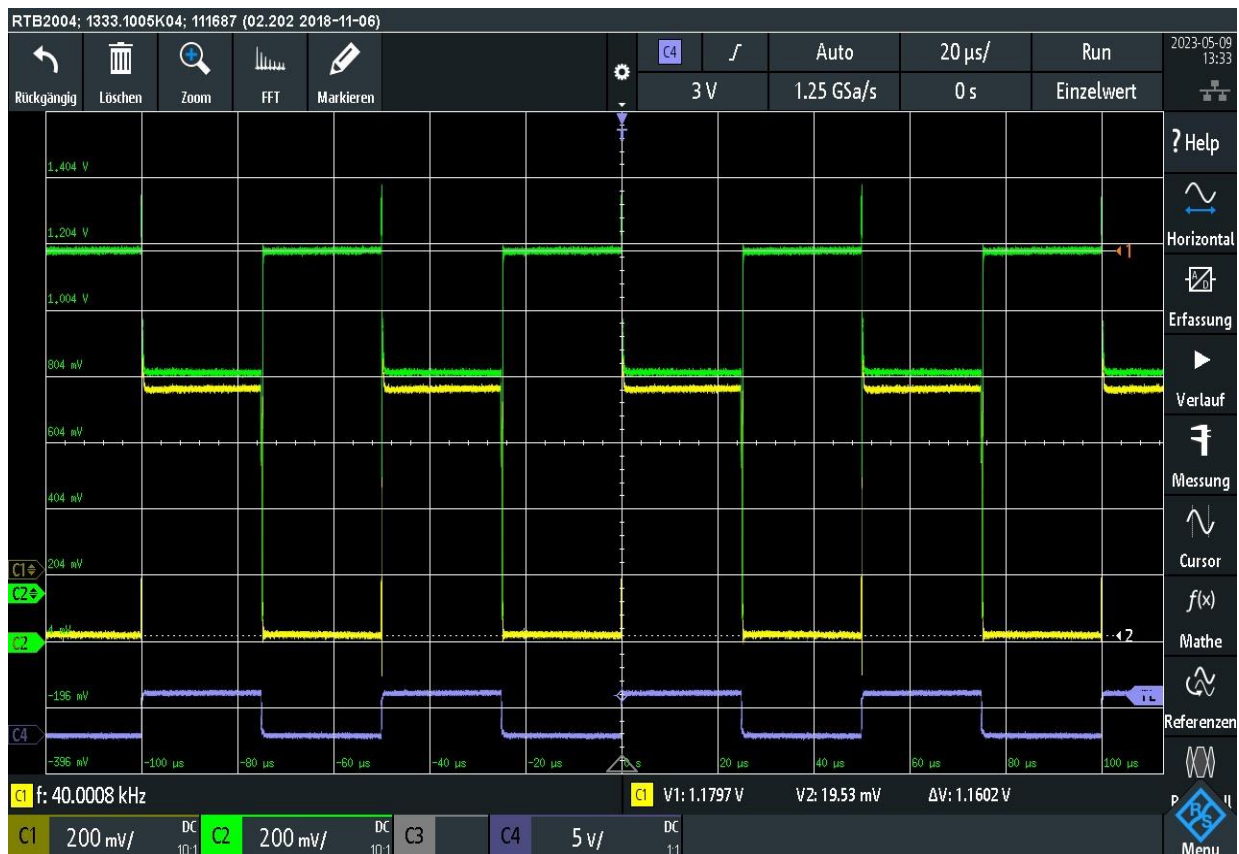 RTB2004; 1333.1005K04; 111687 (02.202 2018-11-06)
Rückgängig Löschen Zoom FFT Markieren
C4 Auto 20 µs/ Run
3 V 1.25 GSa/s 0 s Einzelwert
2023-05-09
13:33
? Help
Horizontal
Erfassung
Verlauf
Messung
Cursor
f(x)
Mathe
Referenzen
Menu
T
1.404 V
1.204 V
1
1.004 V
804 mV
604 mV
404 mV
204 mV
C1
C2
C2
2
-196 mV
TL
C4
-396 mV -100 µs -80 µs -60 µs -40 µs -20 µs 0 s 20 µs 40 µs 60 µs 80 µs 100 µs
C1 f: 40.0008 kHz C1 V1: 1.1797 V V2: 19.53 mV ΔV: 1.1602 V
C1 200 mV/ DC 10:1 C2 200 mV/ DC 10:1 C3 C4 5 V/ DC 1:1
R&S